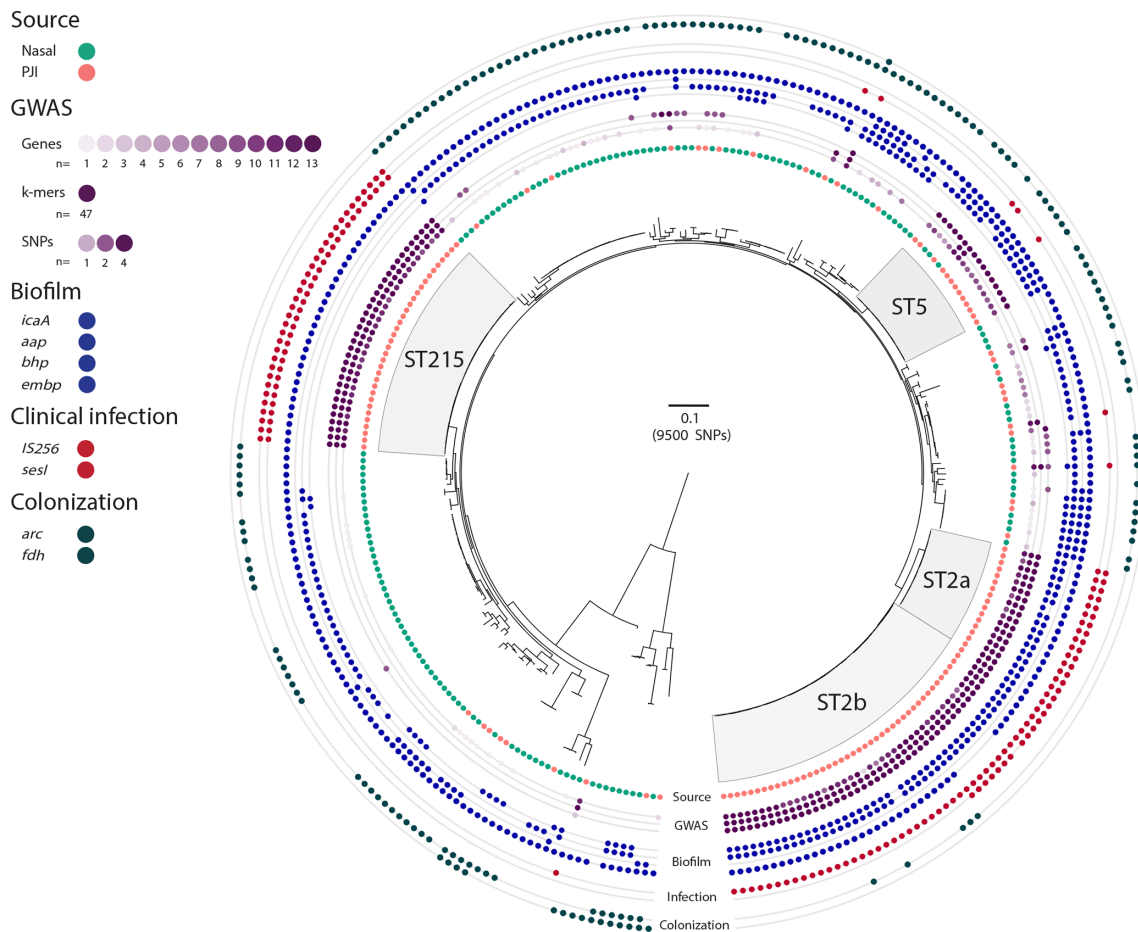 Source
Nasal
PJI
GWAS
Genes
n= 1 2 3 4 5 6 7 8 9 10 11 12 13
k-mers
n= 47
SNPs
n= 1 2 4
Biofilm
icaA
aap
bhp
embp
Clinical infection
IS256
sesI
Colonization
arc
fdh
ST5
ST215
0.1
(9500 SNPs)
ST2a
ST2b
Source
GWAS
Biofilm
Infection
Colonization